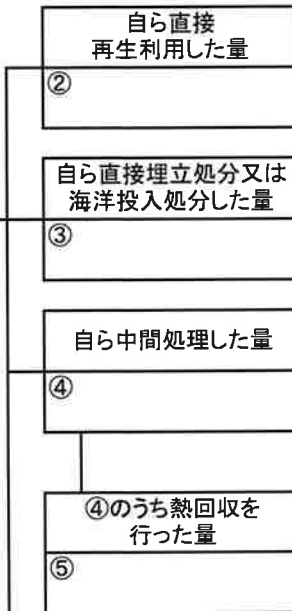 自ら直接
再生利用した量
②
自ら直接埋立処分又は
海洋投入処分した量
③
自ら中間処理した量
④
④のうち熱回収を
行った量
⑤